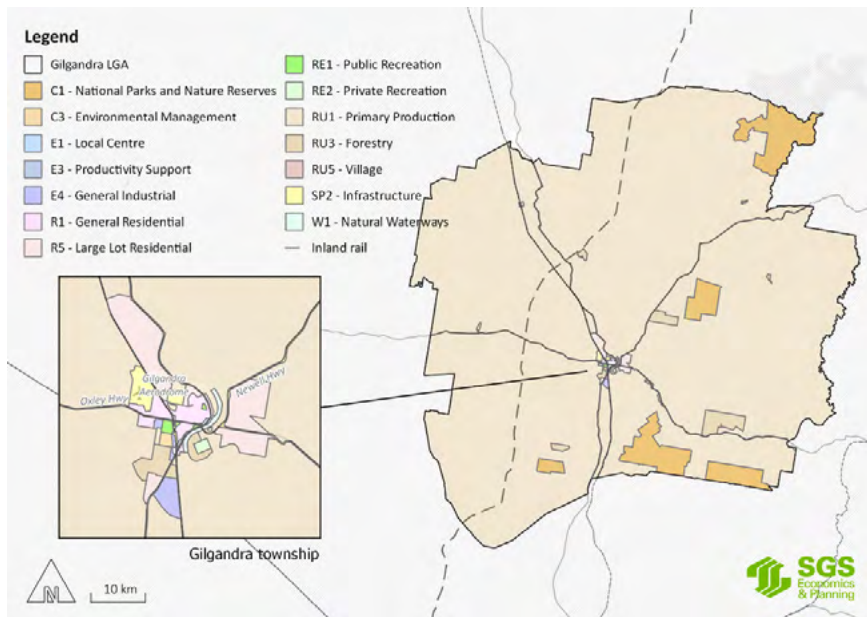 Legend
Gilgandra LGA
C1 - National Parks and Nature Reserves
C3 - Environmental Management
E1 - Local Centre
E3 - Productivity Support
E4 - General Industrial
R1 - General Residential
R5 - Large Lot Residential
RE1 - Public Recreation
RE2 - Private Recreation
RU1 - Primary Production
RU3 - Forestry
RU5 - Village
SP2 - Infrastructure
W1 - Natural Waterways
Inland rail
Gilgandra
Aerodrome
Oxley Hwy
Newell Hwy
Gilgandra township
N
10 km
SGS
Economics
& Planning